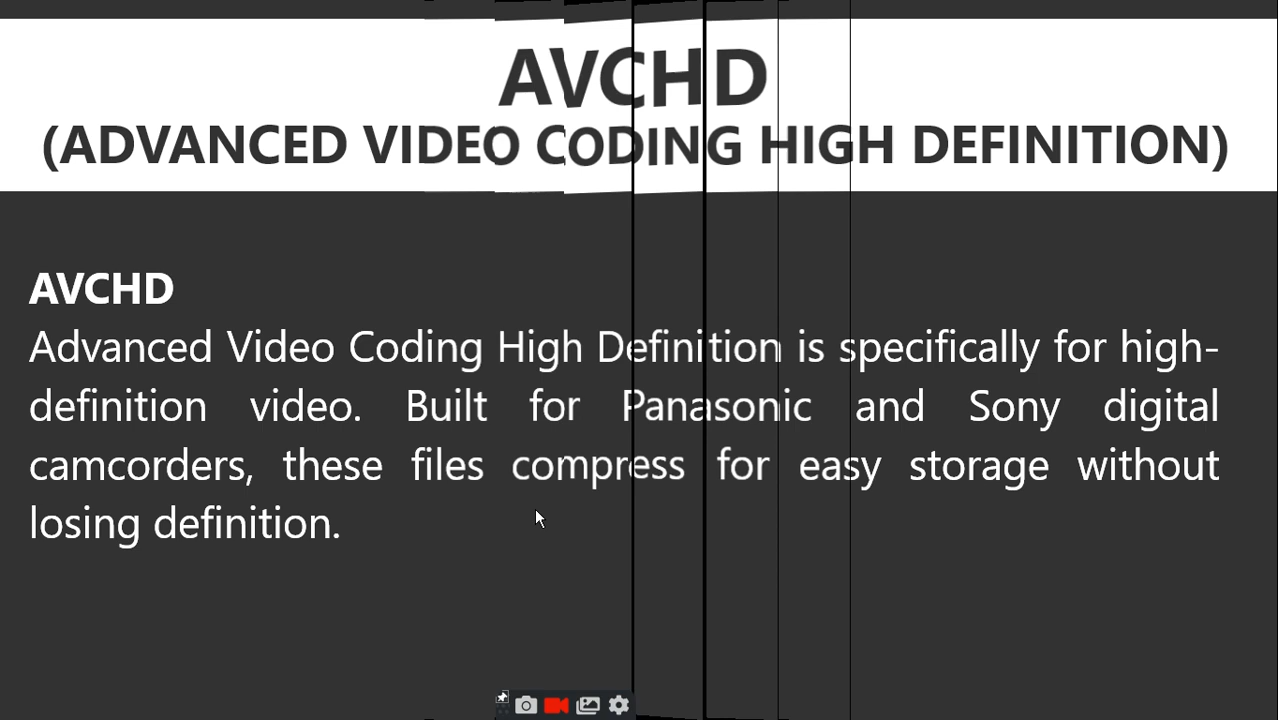 AVCHD
(ADVANCED VIDEO CODING HIGH DEFINITION)
AVCHD
Advanced Video Coding High Definition is specifically for high-
definition video. Built for Panasonic and Sony digital
camcorders, these files compress for easy storage without
losing definition.